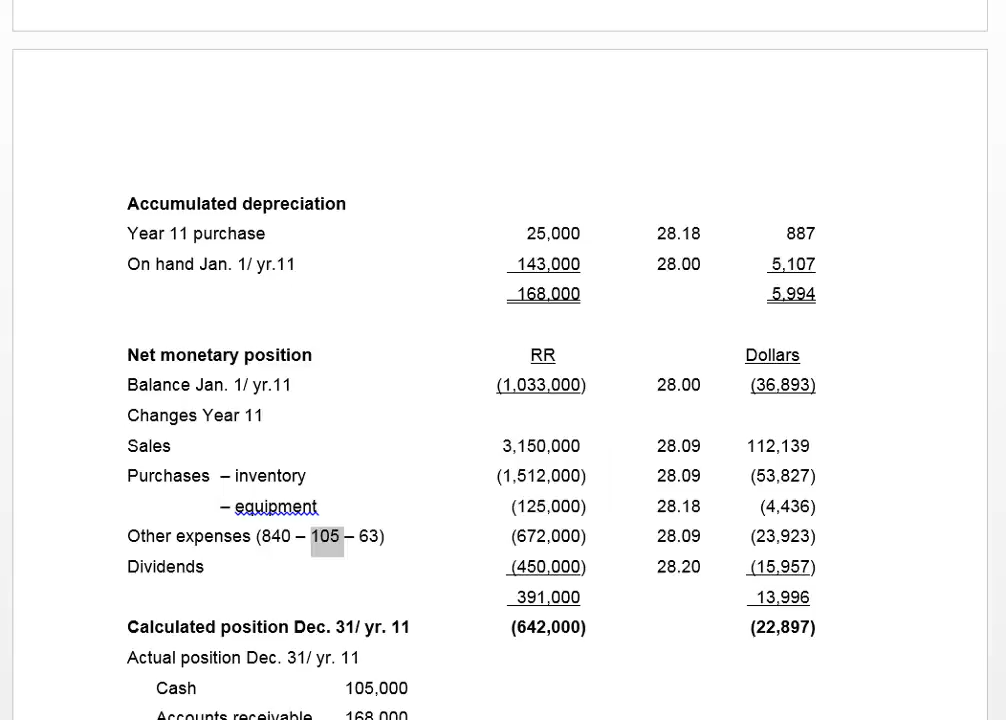 Accumulated depreciation
Year 11 purchase 25,000 28.18 887
On hand Jan. 1/ yr.11 143,000 28.00 5,107
168,000 5,994
Net monetary position RR Dollars
Balance Jan. 1/ yr.11 (1,033,000) 28.00 (36,893)
Changes Year 11
Sales 3,150,000 28.09 112,139
Purchases – inventory (1,512,000) 28.09 (53,827)
– equipment (125,000) 28.18 (4,436)
Other expenses (840 – 105 – 63) (672,000) 28.09 (23,923)
Dividends (450,000) 28.20 (15,957)
391,000 13,996
Calculated position Dec. 31/ yr. 11 (642,000) (22,897)
Actual position Dec. 31/ yr. 11
Cash 105,000
Accounts receivable 168,000